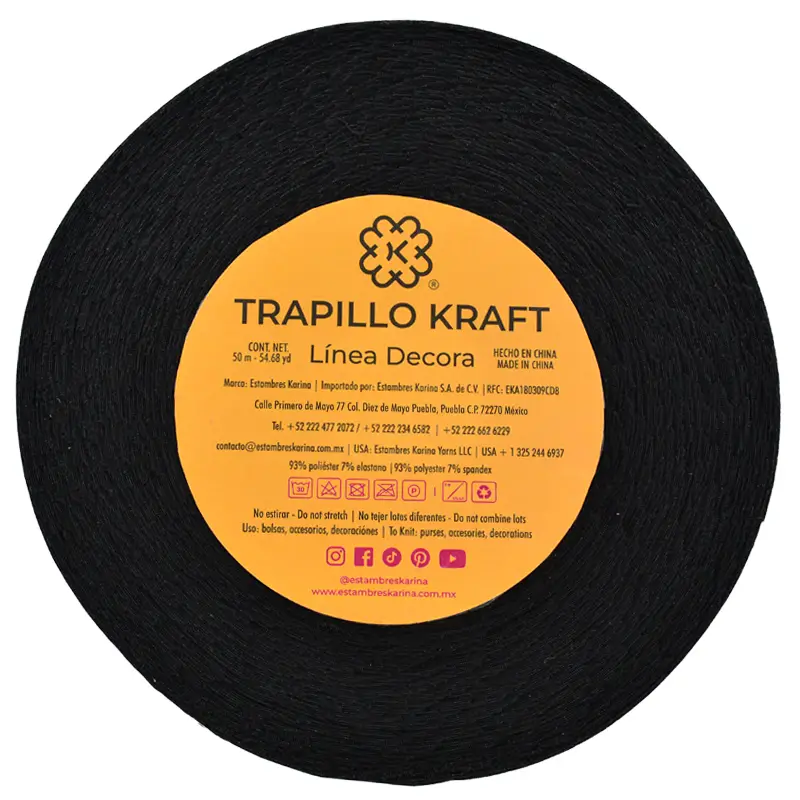 K
®
TRAPILLO KRAFT
CONT. NET.
50 m - 54.68 yd
Línea Decora
HECHO EN CHINA
MADE IN CHINA
Marca: Estambres Karina | Importado por: Estambres Karina S.A. de C.V. | RFC: EKA180309CD8
Calle Primero de Mayo 77 Col. Diez de Mayo Puebla, Puebla C.P. 72270 México
Tel. +52 222 477 2072 / +52 222 234 6582 | +52 222 662 6229
contacto@estambreskarina.com.mx | USA: Estambres Karina Yarns LLC | USA + 1 325 244 6937
93% poliéster 7% elastano | 93% polyester 7% spandex
30 P
No estirar - Do not stretch | No tejer lotes diferentes - Do not combine lots
Uso: bolsas, accesorios, decoraciónes | To Knit: purses, accesories, decorations
@estambreskarina
www.estambreskarina.com.mx